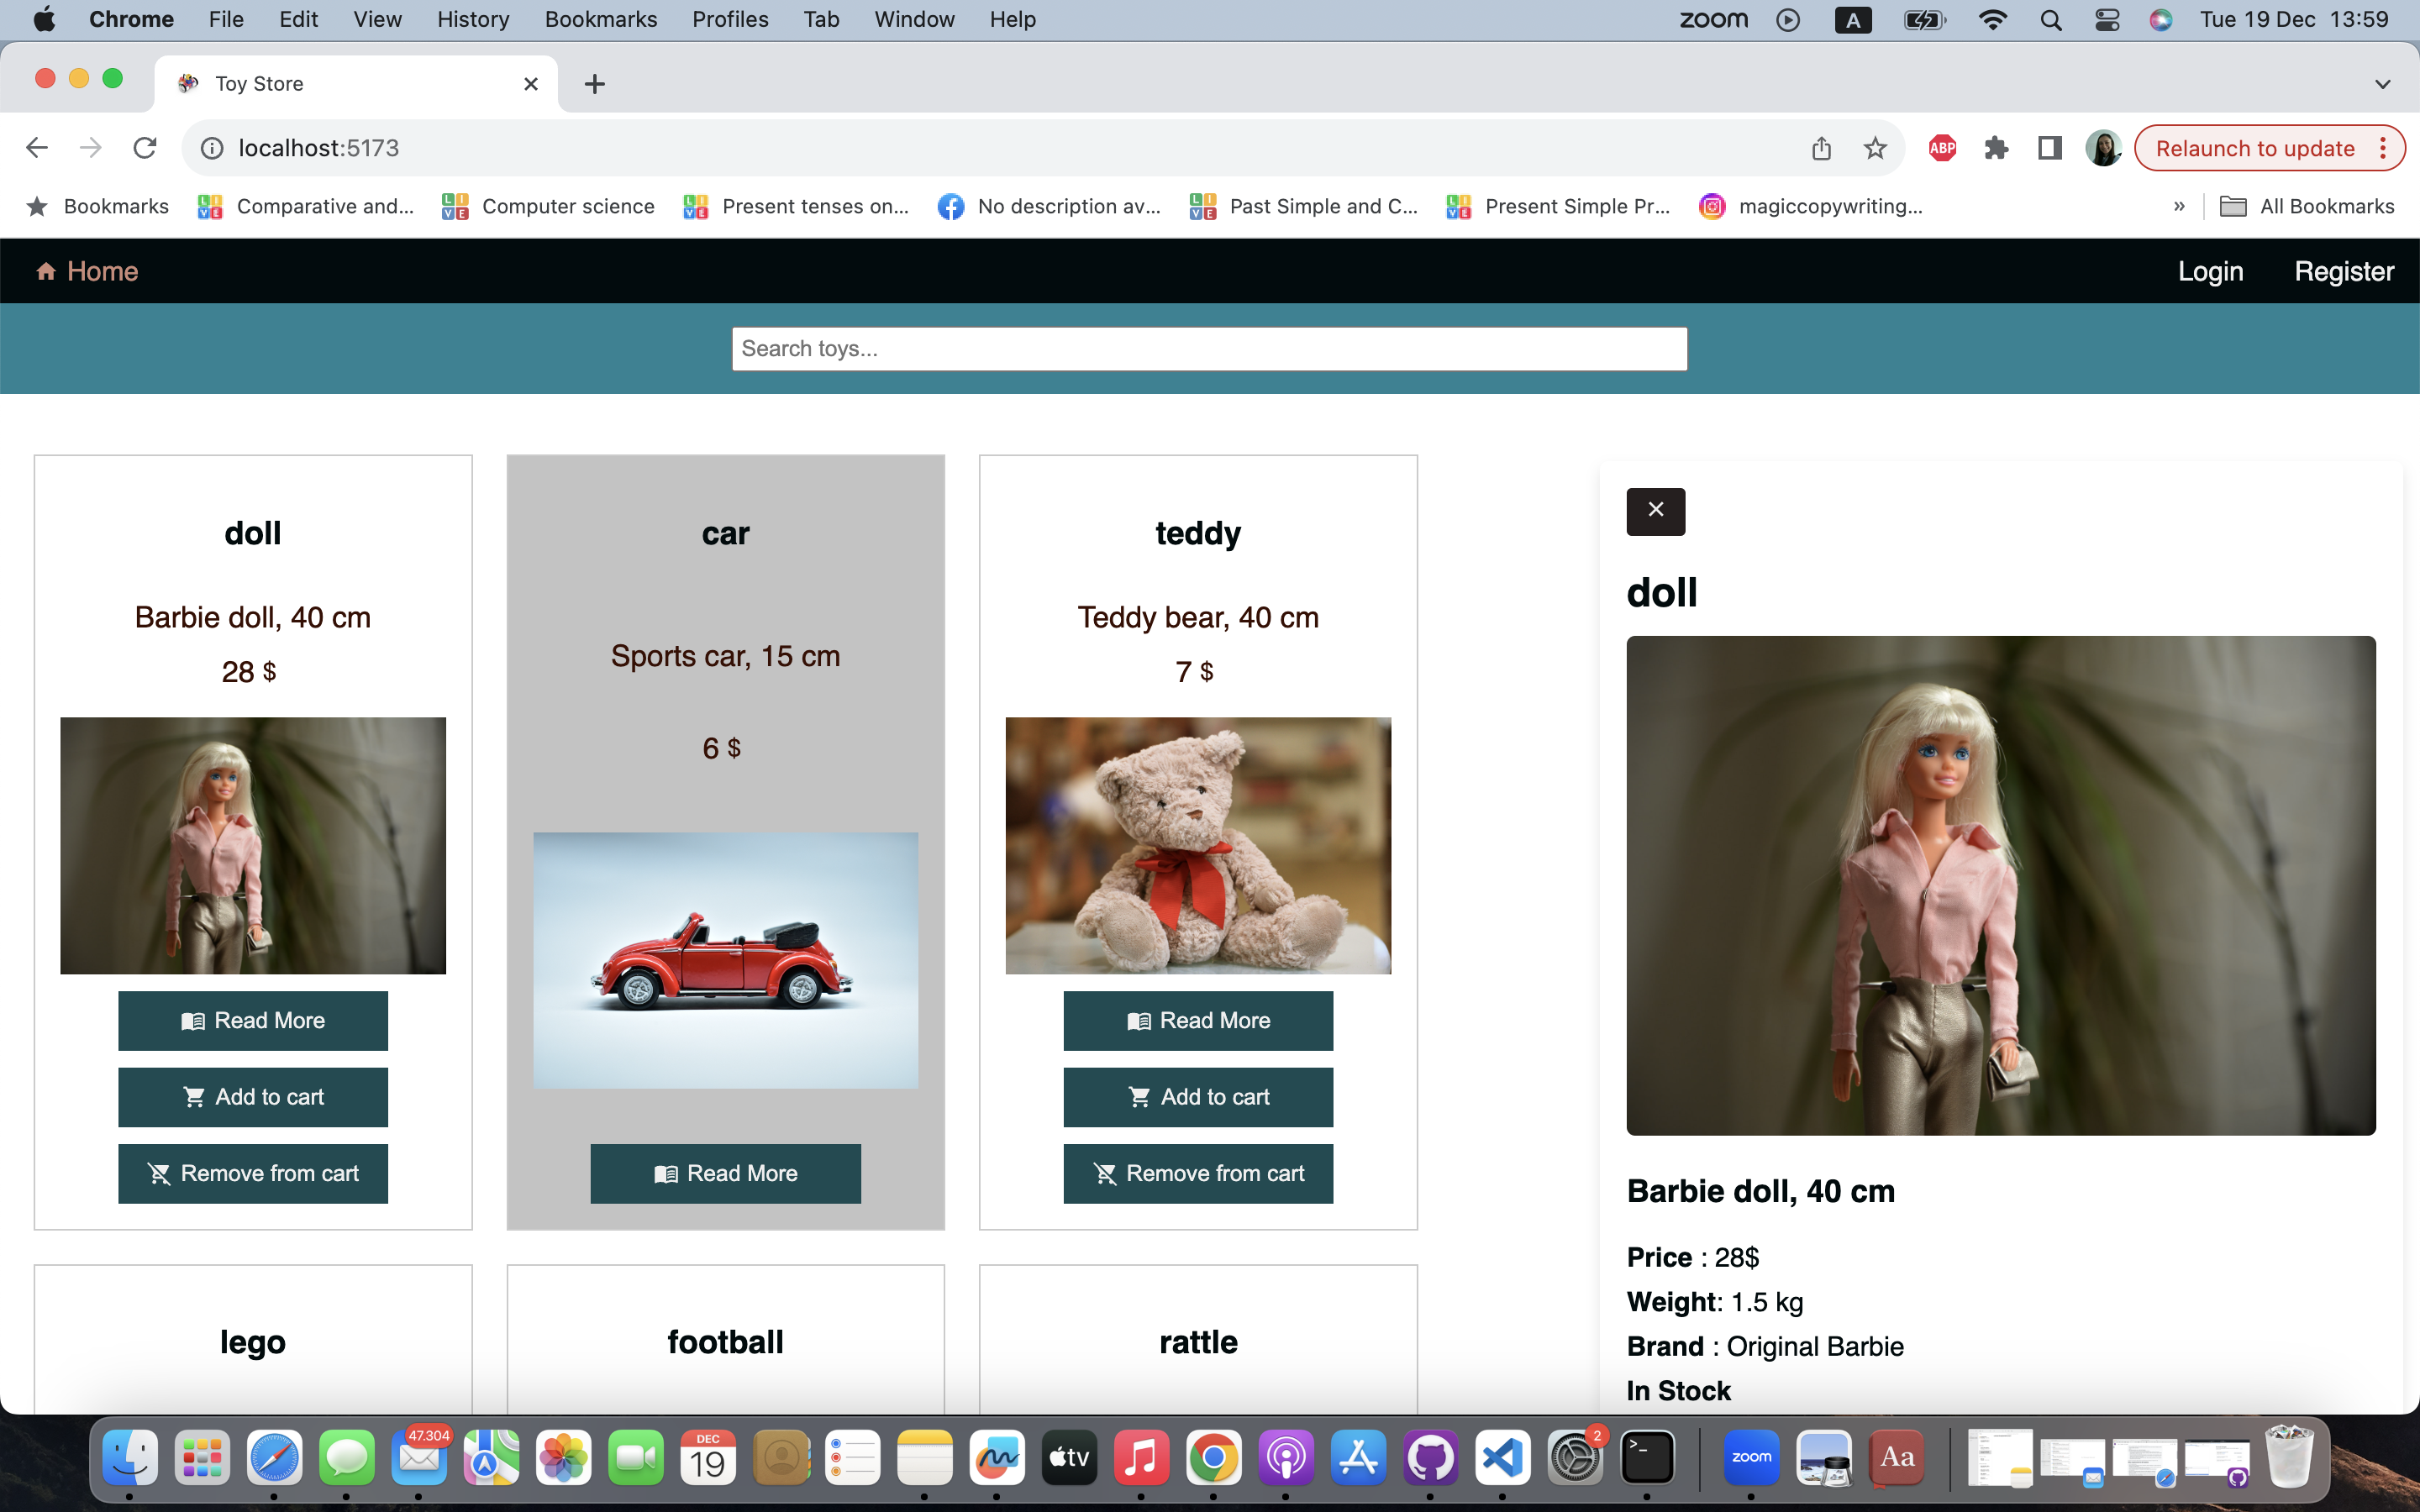 Chrome File Edit View History Bookmarks Profiles Tab Window Help zoom A Tue 19 Dec 13:59
Toy Store
localhost:5173 ABP Relaunch to update
Bookmarks Comparative and... Computer science Present tenses on... No description av... Past Simple and C... Present Simple Pr... magiccopywriting... » All Bookmarks
Home Login Register
Search toys...
doll
Barbie doll, 40 cm
28 $
Read More
Add to cart
Remove from cart
car
Sports car, 15 cm
6 $
Read More
teddy
Teddy bear, 40 cm
7 $
Read More
Add to cart
Remove from cart
lego
football
rattle
doll
Barbie doll, 40 cm
Price : 28$
Weight: 1.5 kg
Brand : Original Barbie
In Stock
47.304
DEC
19
tv
2
zoom
Aa